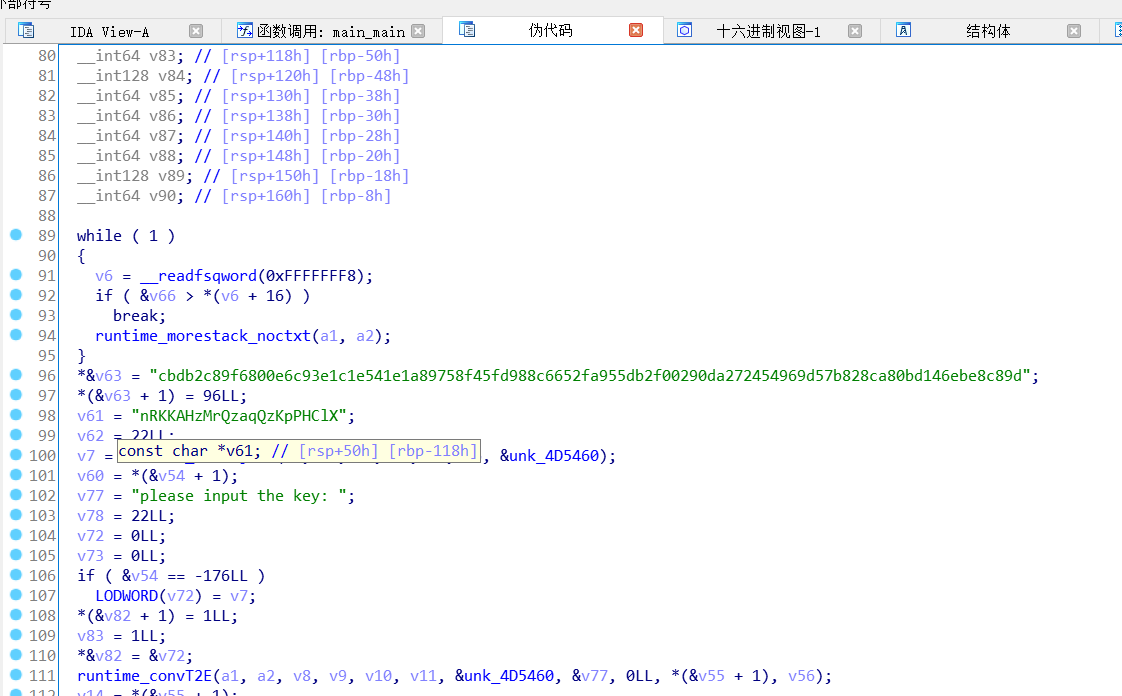 外部符号
IDA View-A 函数调用: main_main 伪代码 十六进制视图-1 结构体
80 __int64 v83; // [rsp+118h] [rbp-50h]
81 __int128 v84; // [rsp+120h] [rbp-48h]
82 __int64 v85; // [rsp+130h] [rbp-38h]
83 __int64 v86; // [rsp+138h] [rbp-30h]
84 __int64 v87; // [rsp+140h] [rbp-28h]
85 __int64 v88; // [rsp+148h] [rbp-20h]
86 __int128 v89; // [rsp+150h] [rbp-18h]
87 __int64 v90; // [rsp+160h] [rbp-8h]
88
89 while ( 1 )
90 {
91 v6 = __readfsqword(0xFFFFFFF8);
92 if ( &v66 > *(v6 + 16) )
93 break;
94 runtime_morestack_noctxt(a1, a2);
95 }
96 *&v63 = "cbdb2c89f6800e6c93e1c1e541e1a89758f45fd988c6652fa955db2f00290da272454969d57b828ca80bd146ebe8c89d";
97 *(&v63 + 1) = 96LL;
98 v61 = "nRKKAHzMrQzaqQzKpPHClX";
99 v62 = 22LL;
100 v7 = const char *v61; // [rsp+50h] [rbp-118h] , &unk_4D5460);
101 v60 = *(&v54 + 1);
102 v77 = "please input the key: ";
103 v78 = 22LL;
104 v72 = 0LL;
105 v73 = 0LL;
106 if ( &v54 == -176LL )
107 LODWORD(v72) = v7;
108 *(&v82 + 1) = 1LL;
109 v83 = 1LL;
110 *&v82 = &v72;
111 runtime_convT2E(a1, a2, v8, v9, v10, v11, &unk_4D5460, &v77, 0LL, *(&v55 + 1), v56);
112 v14 = *(&v55 + 1);